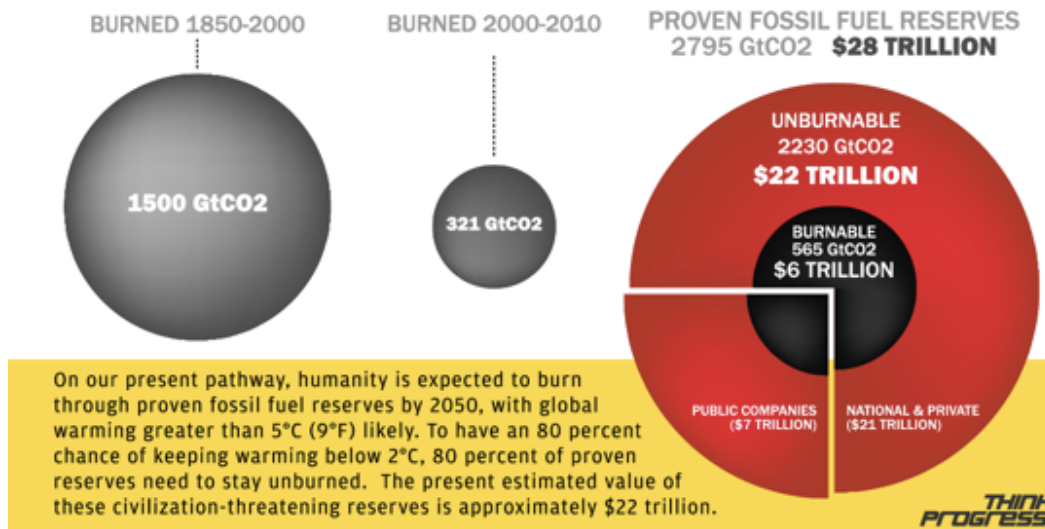 BURNED 1850-2000
1500 GtCO2
BURNED 2000-2010
321 GtCO2
PROVEN FOSSIL FUEL RESERVES
2795 GtCO2 $28 TRILLION
UNBURNABLE
2230 GtCO2
$22 TRILLION
BURNABLE
565 GtCO2
$6 TRILLION
PUBLIC COMPANIES
($7 TRILLION)
NATIONAL & PRIVATE
($21 TRILLION)
On our present pathway, humanity is expected to burn
through proven fossil fuel reserves by 2050, with global
warming greater than 5°C (9°F) likely. To have an 80 percent
chance of keeping warming below 2°C, 80 percent of proven
reserves need to stay unburned. The present estimated value of
these civilization-threatening reserves is approximately $22 trillion.
THINK
PROGRESS